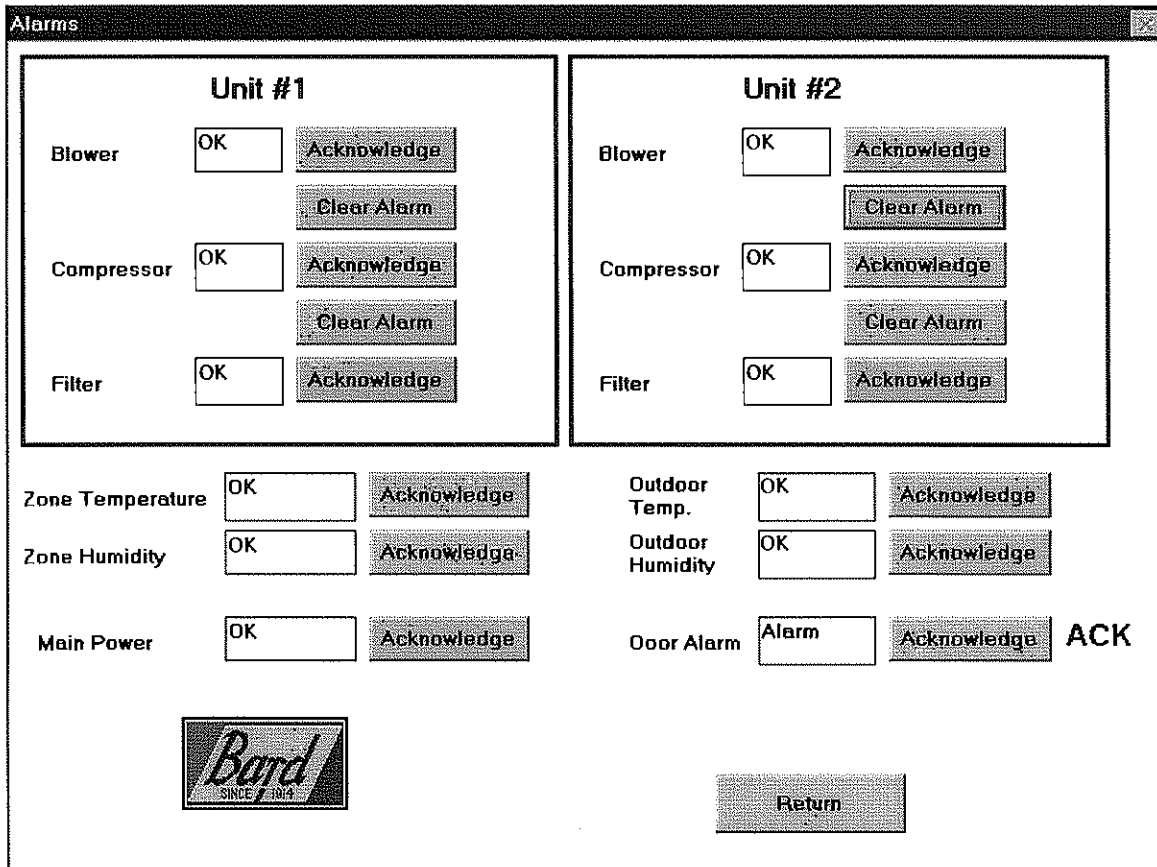 Alarms
Unit #1
Blower OK Acknowledge
Clear Alarm
Compressor OK Acknowledge
Clear Alarm
Filter OK Acknowledge
Unit #2
Blower OK Acknowledge
Clear Alarm
Compressor OK Acknowledge
Clear Alarm
Filter OK Acknowledge
Zone Temperature OK Acknowledge
Outdoor
Temp. OK Acknowledge
Zone Humidity OK Acknowledge
Outdoor
Humidity OK Acknowledge
Main Power OK Acknowledge
Door Alarm Alarm Acknowledge ACK
Bard
SINCE 1914
Return